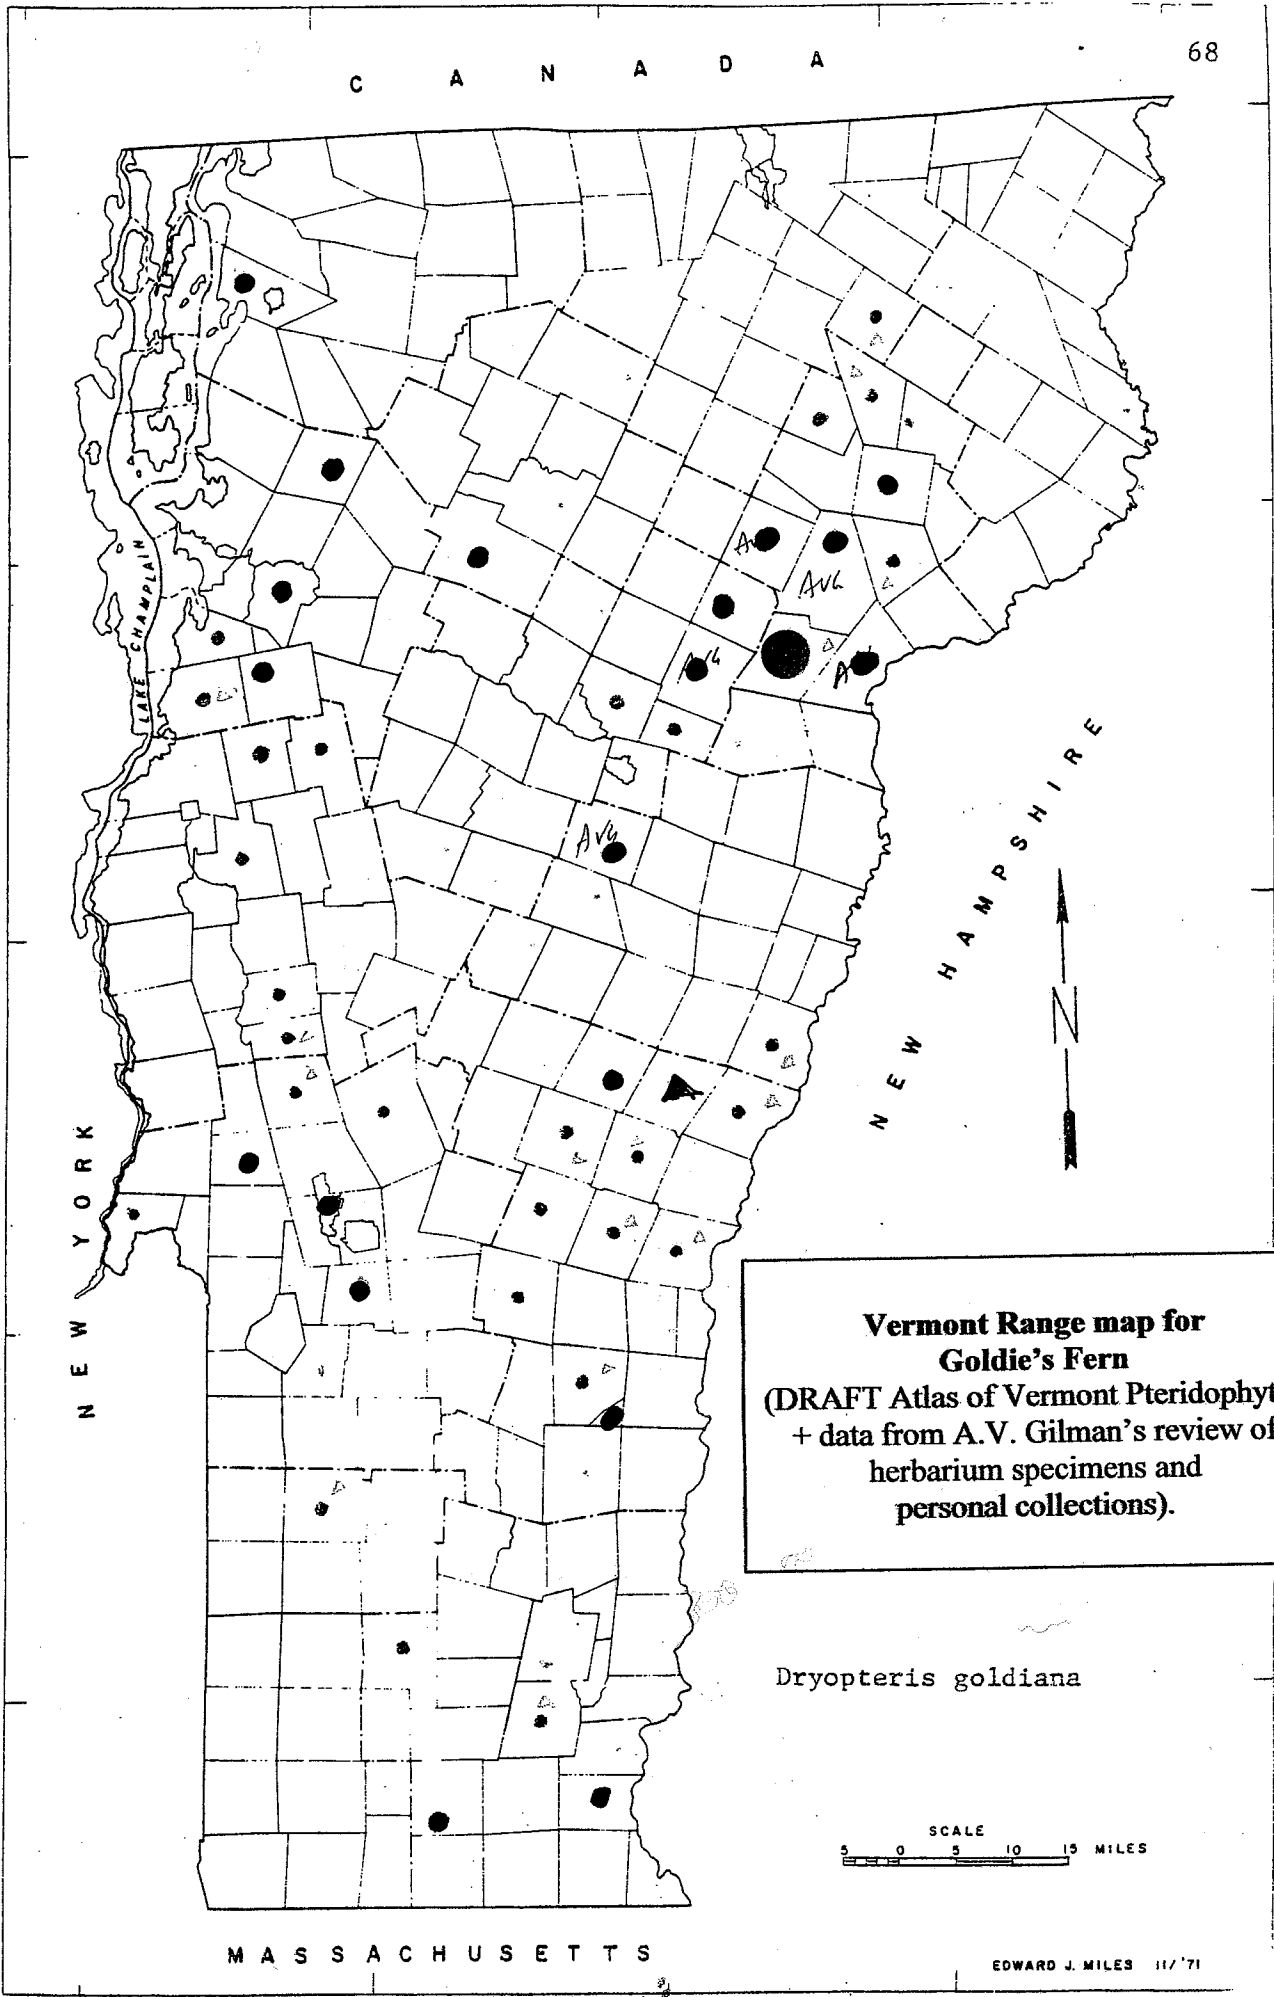 68
CANADA
LAKE CHAMPLAIN
AVG
AVG
AVG
NEW HAMPSHIRE
N
NEW YORK
Vermont Range map for
Goldie's Fern
(DRAFT Atlas of Vermont Pteridophyt
+ data from A.V. Gilman's review of
herbarium specimens and
personal collections).
Dryopteris goldiana
SCALE
5 0 5 10 15 MILES
MASSACHUSETTS
EDWARD J. MILES 11/'71